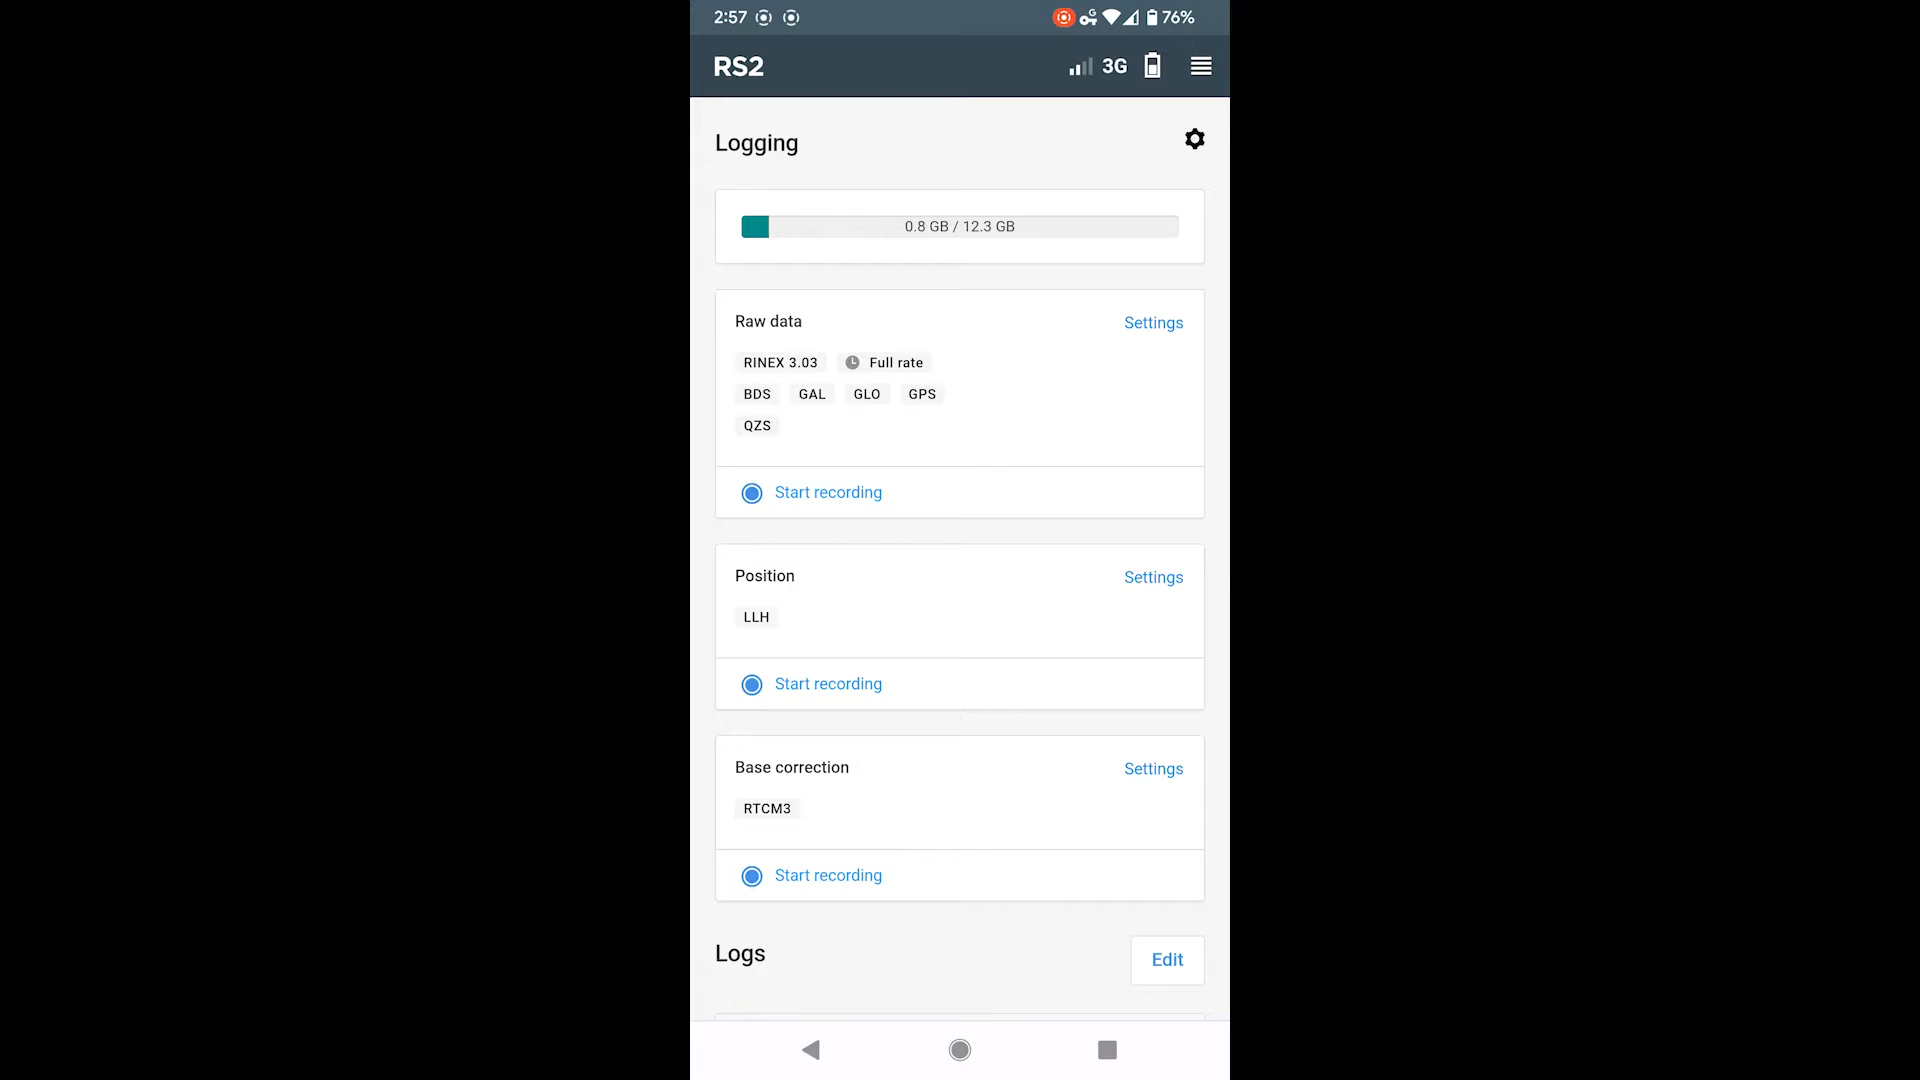 2:57 76%
RS2 3G
Logging
0.8 GB / 12.3 GB
Raw data Settings
RINEX 3.03 Full rate
BDS GAL GLO GPS
QZS
Start recording
Position Settings
LLH
Start recording
Base correction Settings
RTCM3
Start recording
Logs Edit